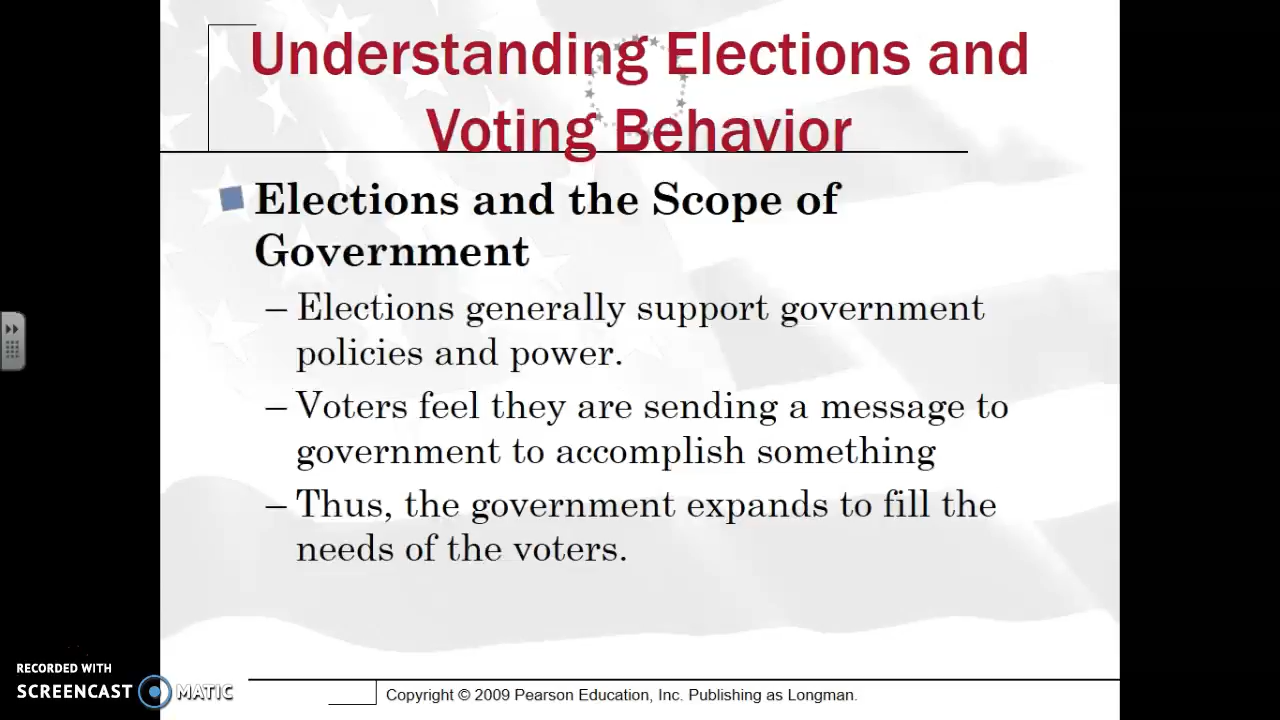 Understanding Elections and
Voting Behavior
Elections and the Scope of
Government
– Elections generally support government
policies and power.
– Voters feel they are sending a message to
government to accomplish something
– Thus, the government expands to fill the
needs of the voters.
RECORDED WITH
SCREENCAST MATIC
Copyright © 2009 Pearson Education, Inc. Publishing as Longman.